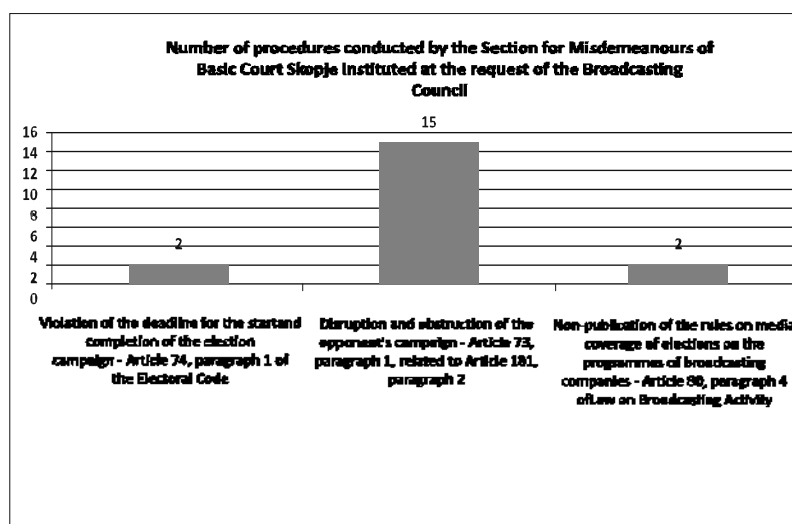 Number of procedures conducted by the Section for Misdemeanours of
Basic Court Skopje instituted at the request of the Broadcasting
Council
15
16
14
12
10
8
6
4
2
0
2
2
Violation of the deadline for the startand
completion of the election
campaign - Article 74, paragraph 1 of
the Electoral Code
Disruption and obstruction of the
opponent's campaign - Article 73,
paragraph 1, related to Article 181,
paragraph 2
Non-publication of the rules on media
coverage of elections on the
programmes of broadcasting
companies - Article 80, paragraph 4
ofLaw on Broadcasting Activity